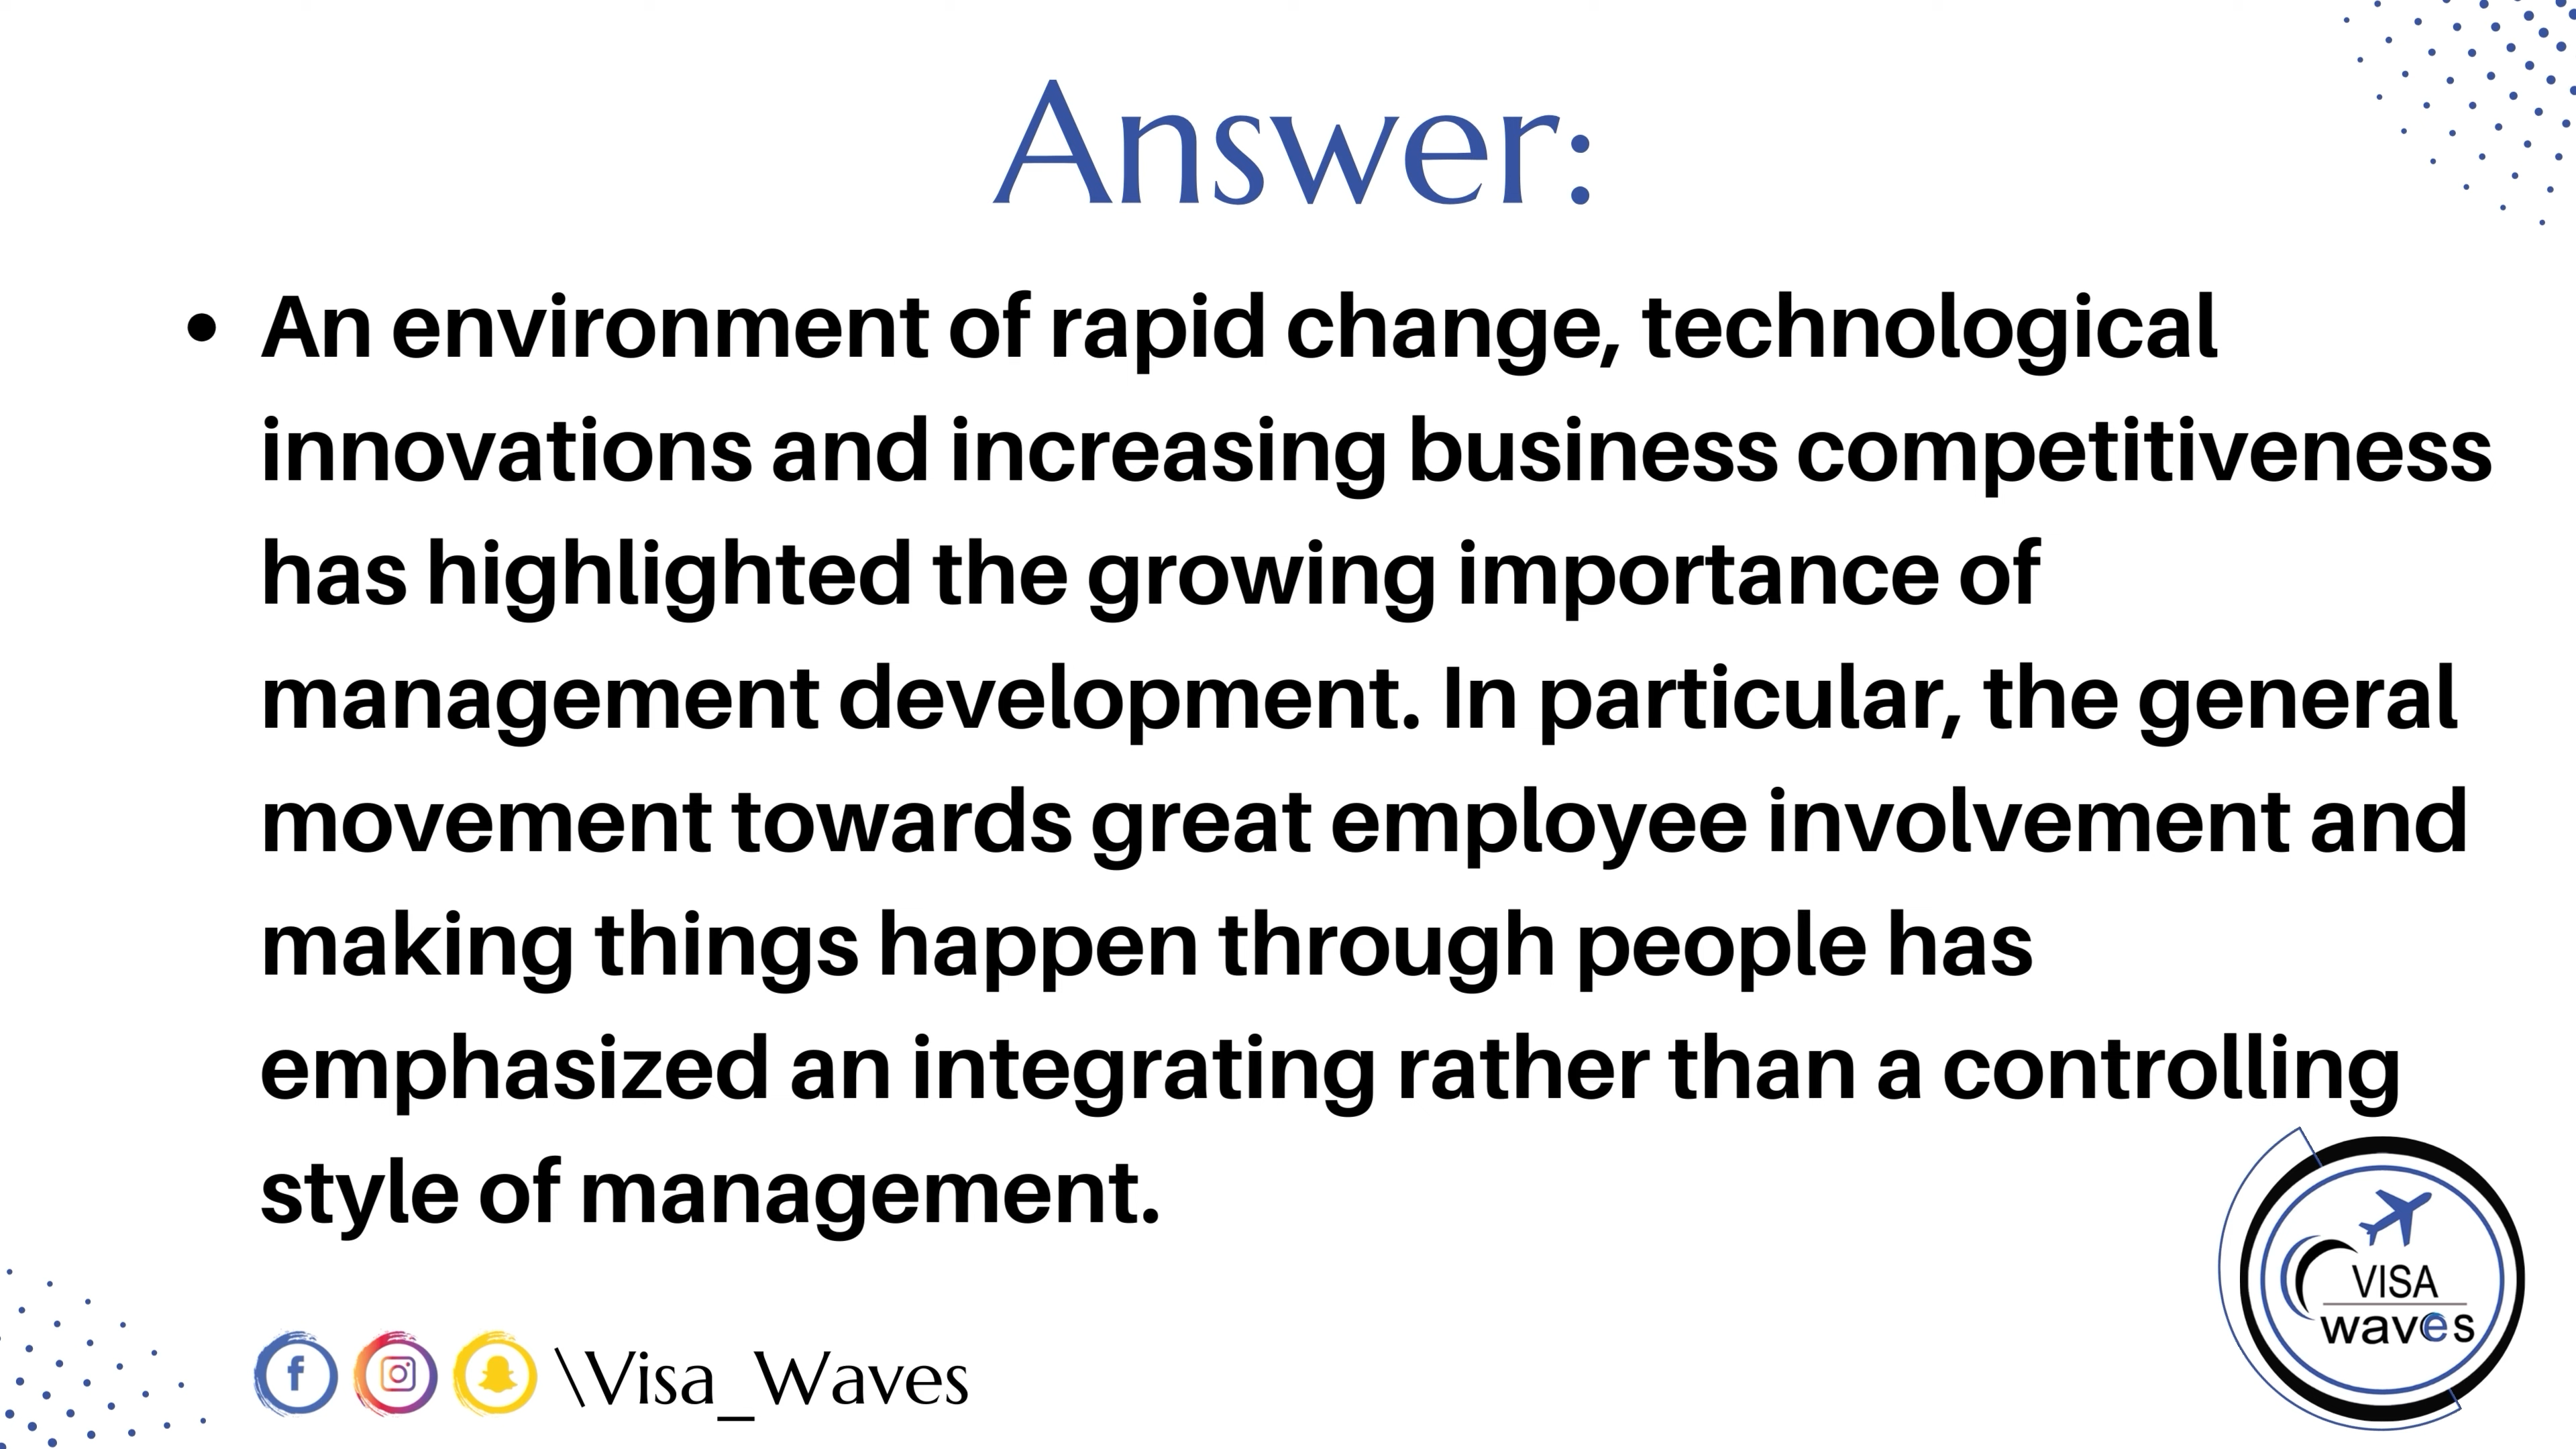 Answer:
• An environment of rapid change, technological
innovations and increasing business competitiveness
has highlighted the growing importance of
management development. In particular, the general
movement towards great employee involvement and
making things happen through people has
emphasized an integrating rather than a controlling
style of management.
VISA
waves
\Visa_Waves